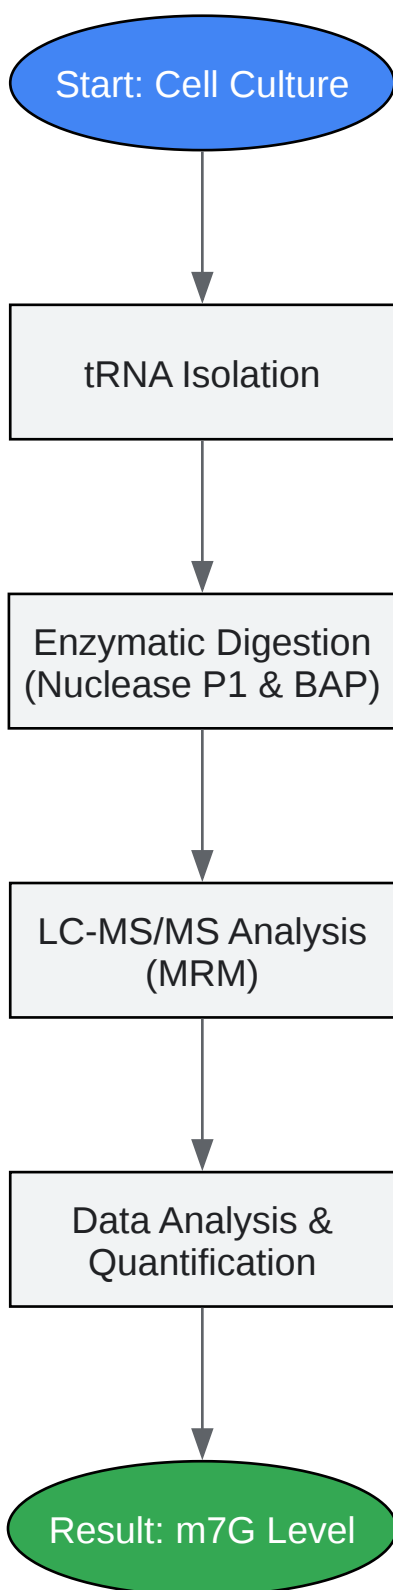 Start: Cell Culture
tRNA Isolation
Enzymatic Digestion
(Nuclease P1 & BAP)
LC-MS/MS Analysis
(MRM)
Data Analysis &
Quantification
Result: m7G Level